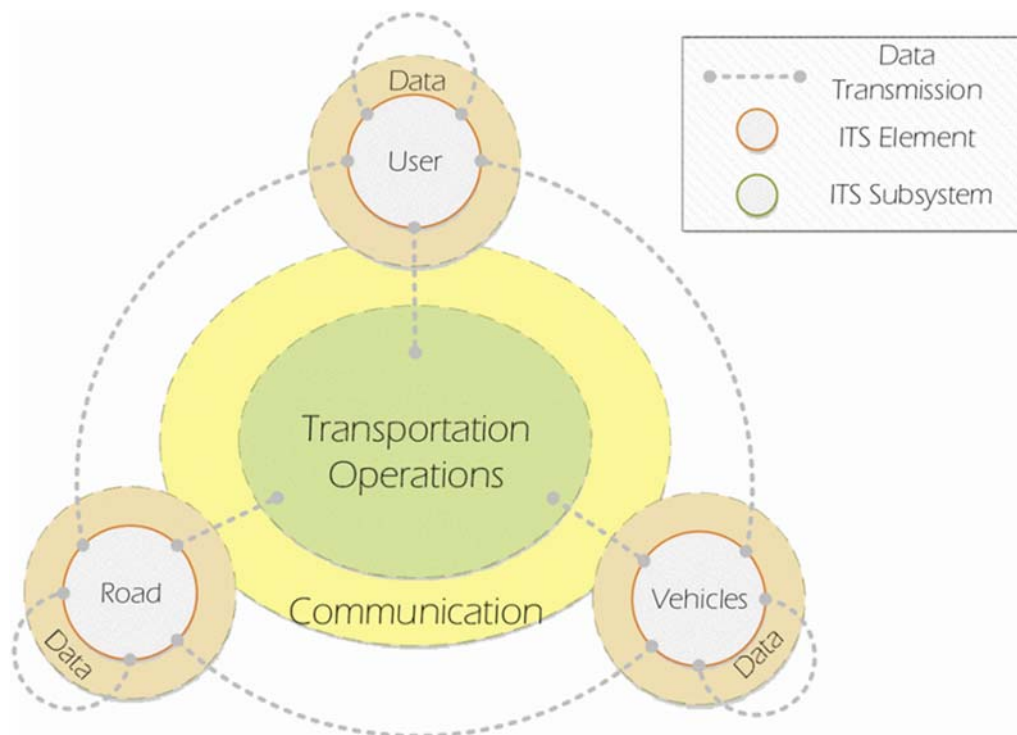 Data
User
Transportation
Operations
Communication
Road
Data
Vehicles
Data
Data
Transmission
ITS Element
ITS Subsystem